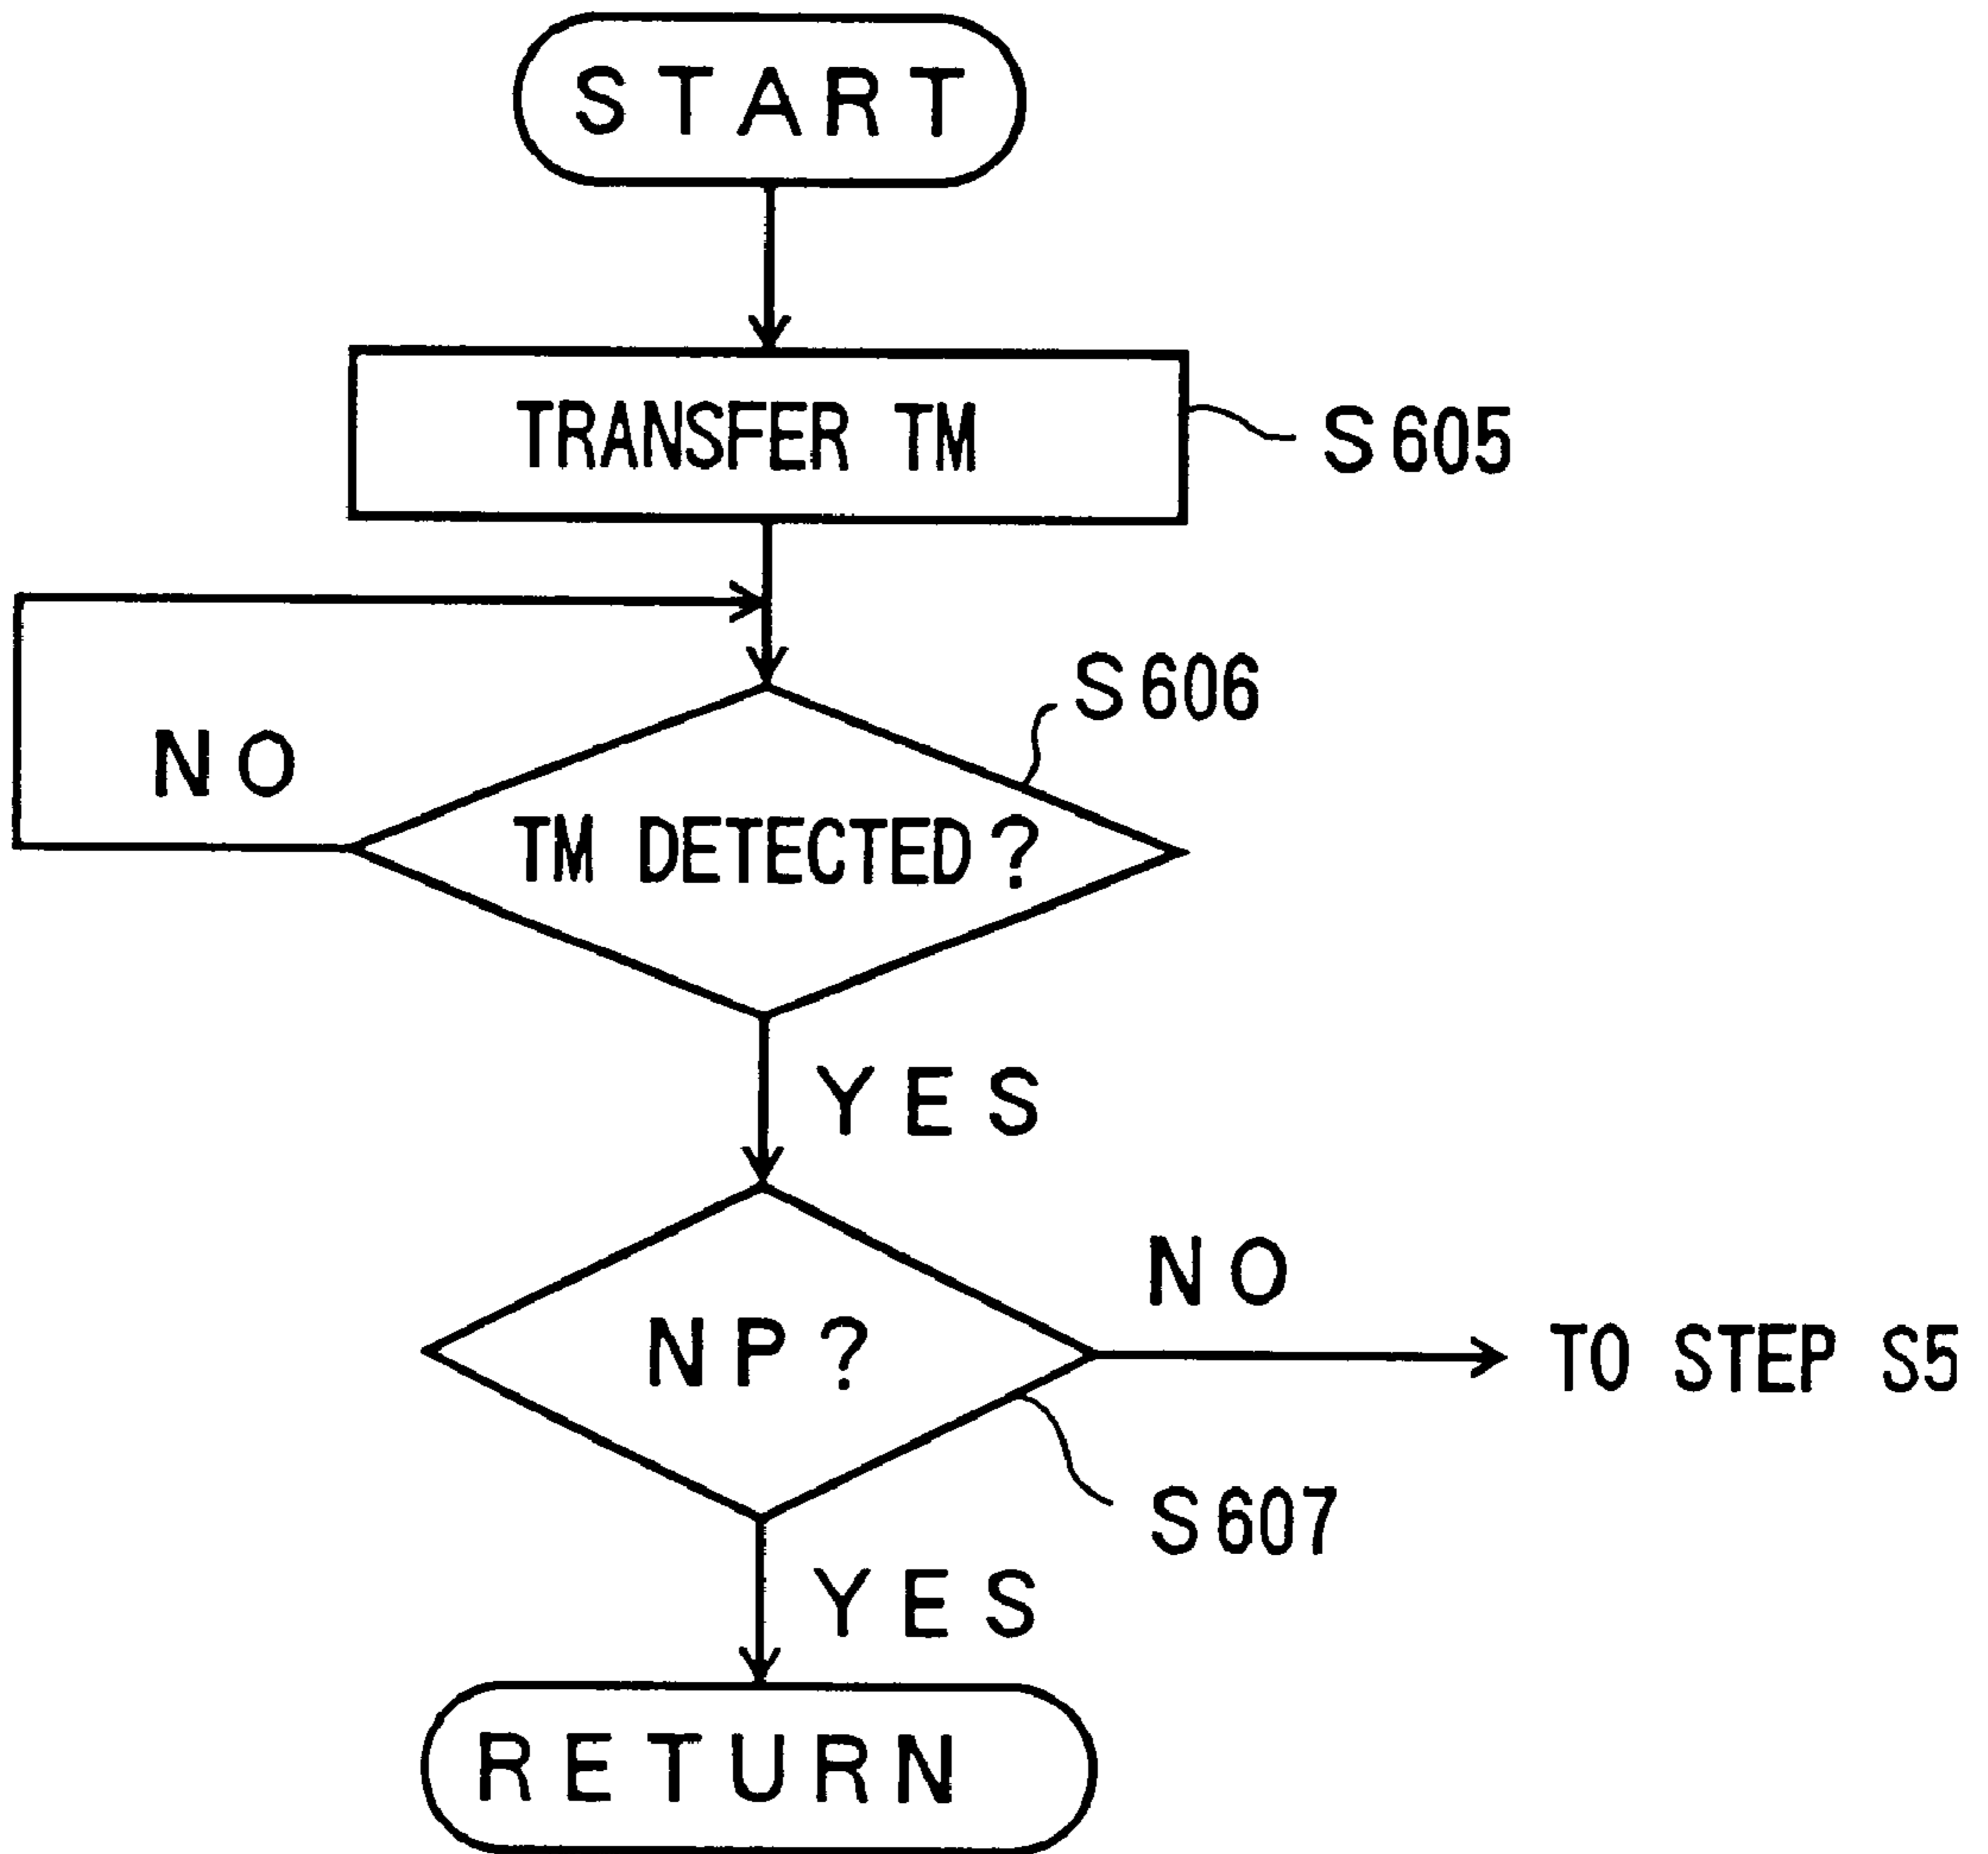 START
TRANSFER TM
S605
S606
NO
TM DETECTED?
YES
NO
NP?
TO STEP S5
S607
YES
RETURN